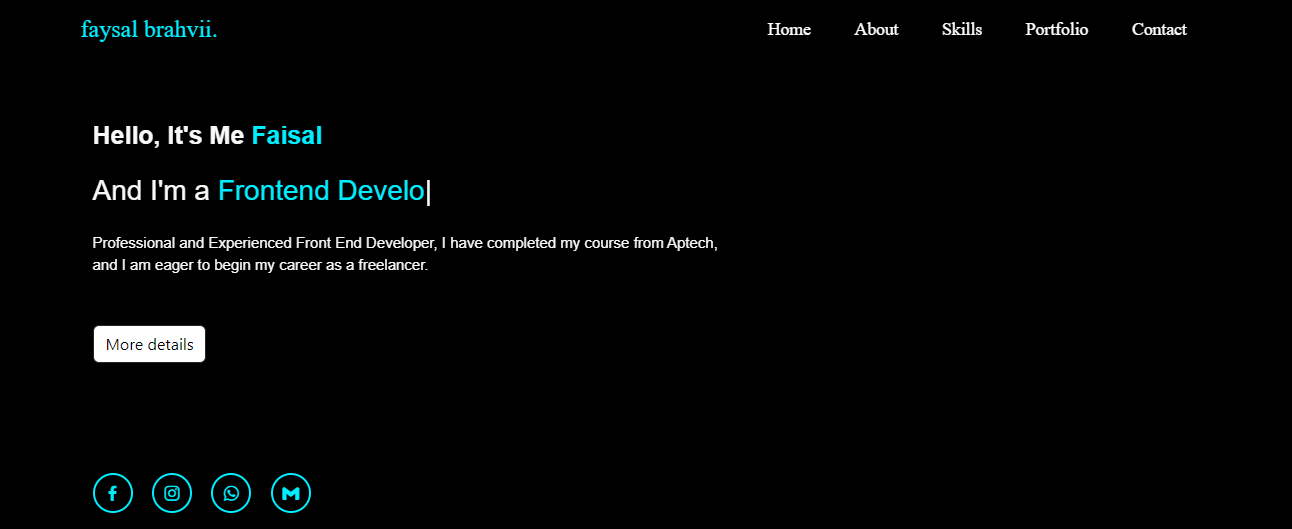 faysal brahvii.
Home About Skills Portfolio Contact
Hello, It's Me Faisal
And I'm a Frontend Develo|
Professional and Experienced Front End Developer, I have completed my course from Aptech,
and I am eager to begin my career as a freelancer.
More details